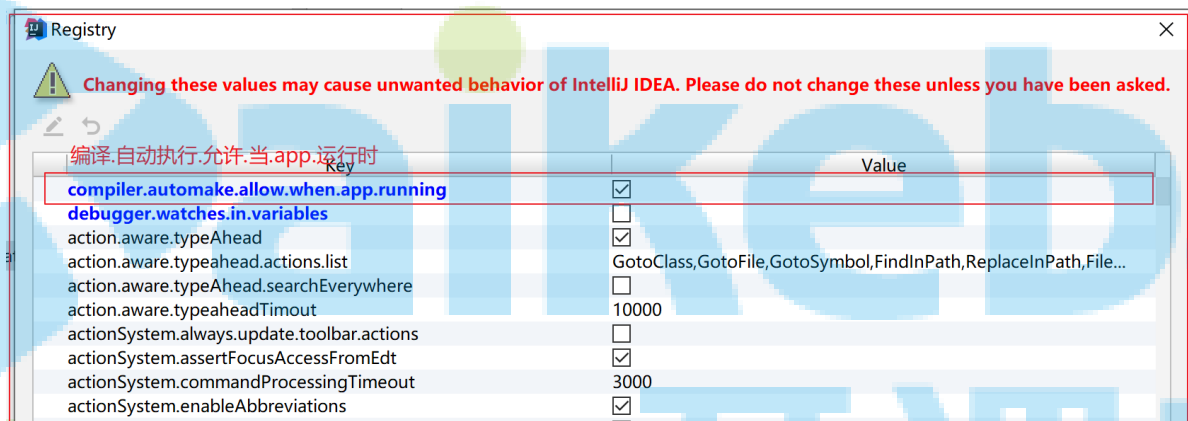 Registry
Changing these values may cause unwanted behavior of IntelliJ IDEA. Please do not change these unless you have been asked.
编译.自动执行.允许.当.app.运行时
Key Value
compiler.automake.allow.when.app.running
debugger.watches.in.variables
action.aware.typeAhead
action.aware.typeahead.actions.list GotoClass,GotoFile,GotoSymbol,FindInPath,ReplaceInPath,File...
action.aware.typeAhead.searchEverywhere
action.aware.typeaheadTimout 10000
actionSystem.always.update.toolbar.actions
actionSystem.assertFocusAccessFromEdt
actionSystem.commandProcessingTimeout 3000
actionSystem.enableAbbreviations